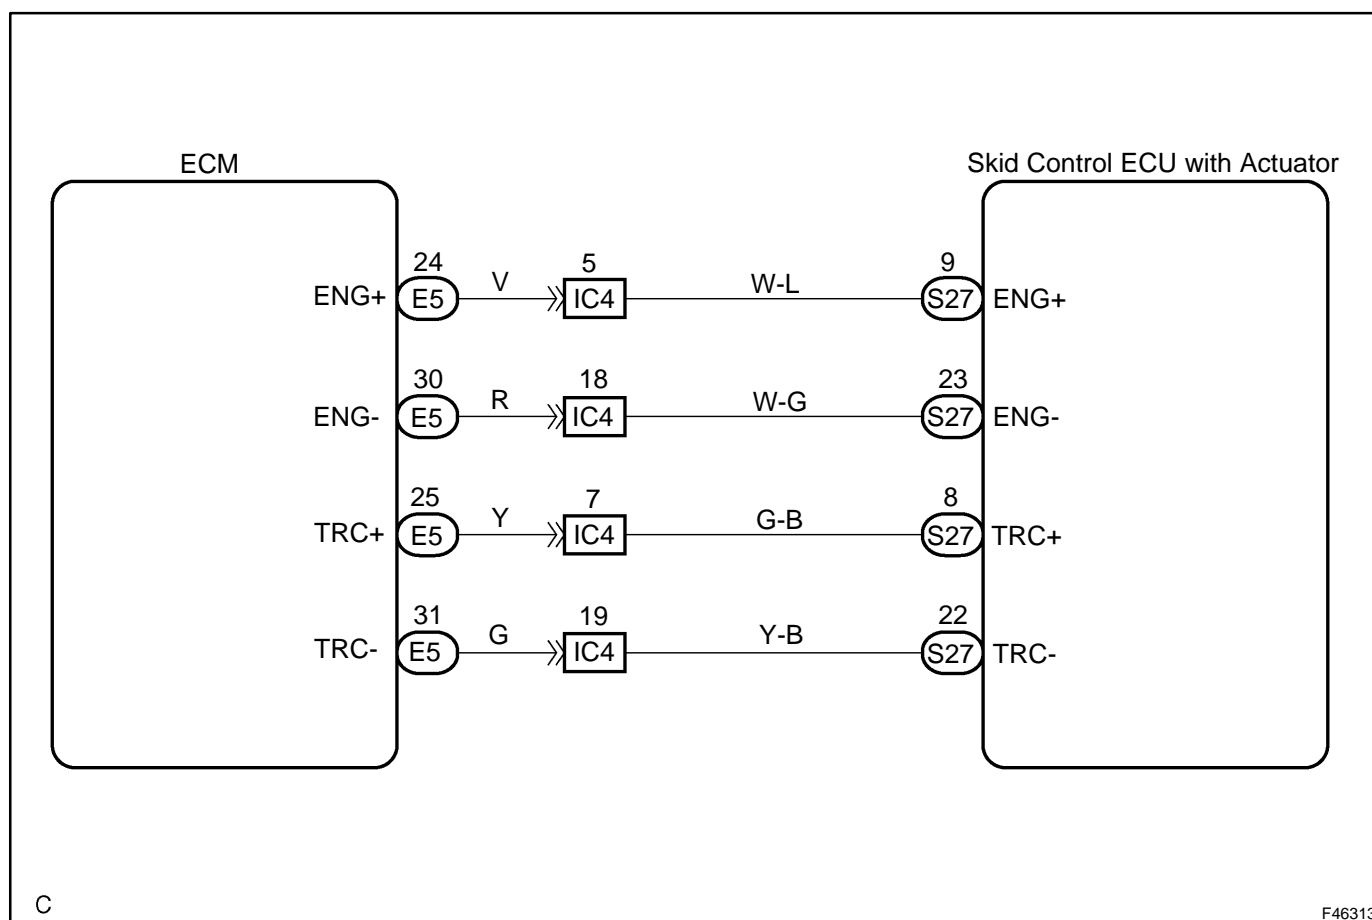 ECM
Skid Control ECU with Actuator
24 5 9
ENG+ E5 V IC4 W-L S27 ENG+
30 18 23
ENG- E5 R IC4 W-G S27 ENG-
25 7 8
TRC+ E5 Y IC4 G-B S27 TRC+
31 19 22
TRC- E5 G IC4 Y-B S27 TRC-
C
F46313